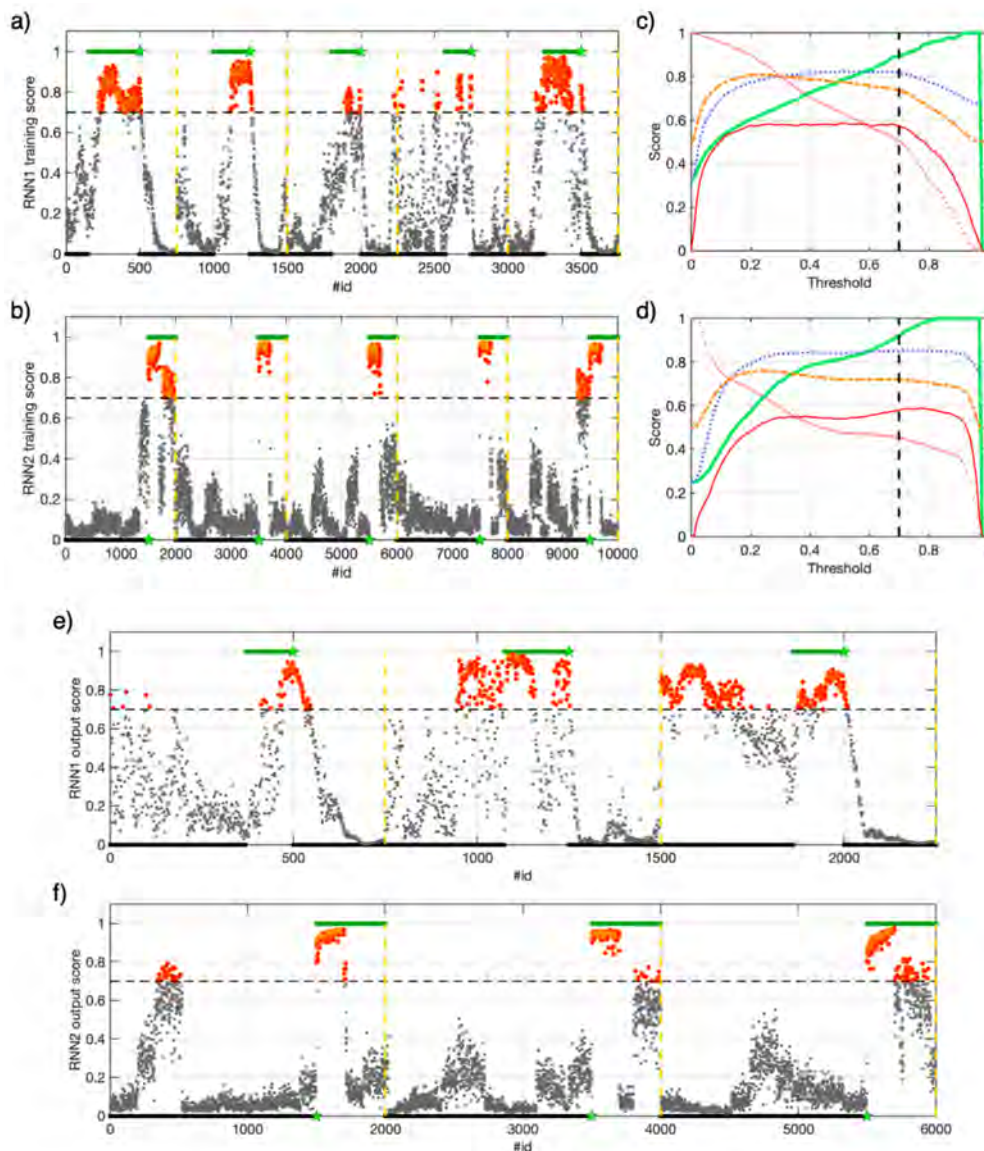 a)
RNN1 training score
1
0.8
0.6
0.4
0.2
0
0 500 1000 1500 2000 2500 3000 3500
#id
c)
Score
1
0.8
0.6
0.4
0.2
0
0 0.2 0.4 0.6 0.8
Threshold
b)
RNN2 training score
1
0.8
0.6
0.4
0.2
0
0 1000 2000 3000 4000 5000 6000 7000 8000 9000 10000
#id
d)
Score
1
0.8
0.6
0.4
0.2
0
0 0.2 0.4 0.6 0.8
Threshold
e)
RNN1 output score
1
0.8
0.6
0.4
0.2
0
0 500 1000 1500 2000
#id
f)
RNN2 output score
1
0.8
0.6
0.4
0.2
0
0 1000 2000 3000 4000 5000 6000
#id